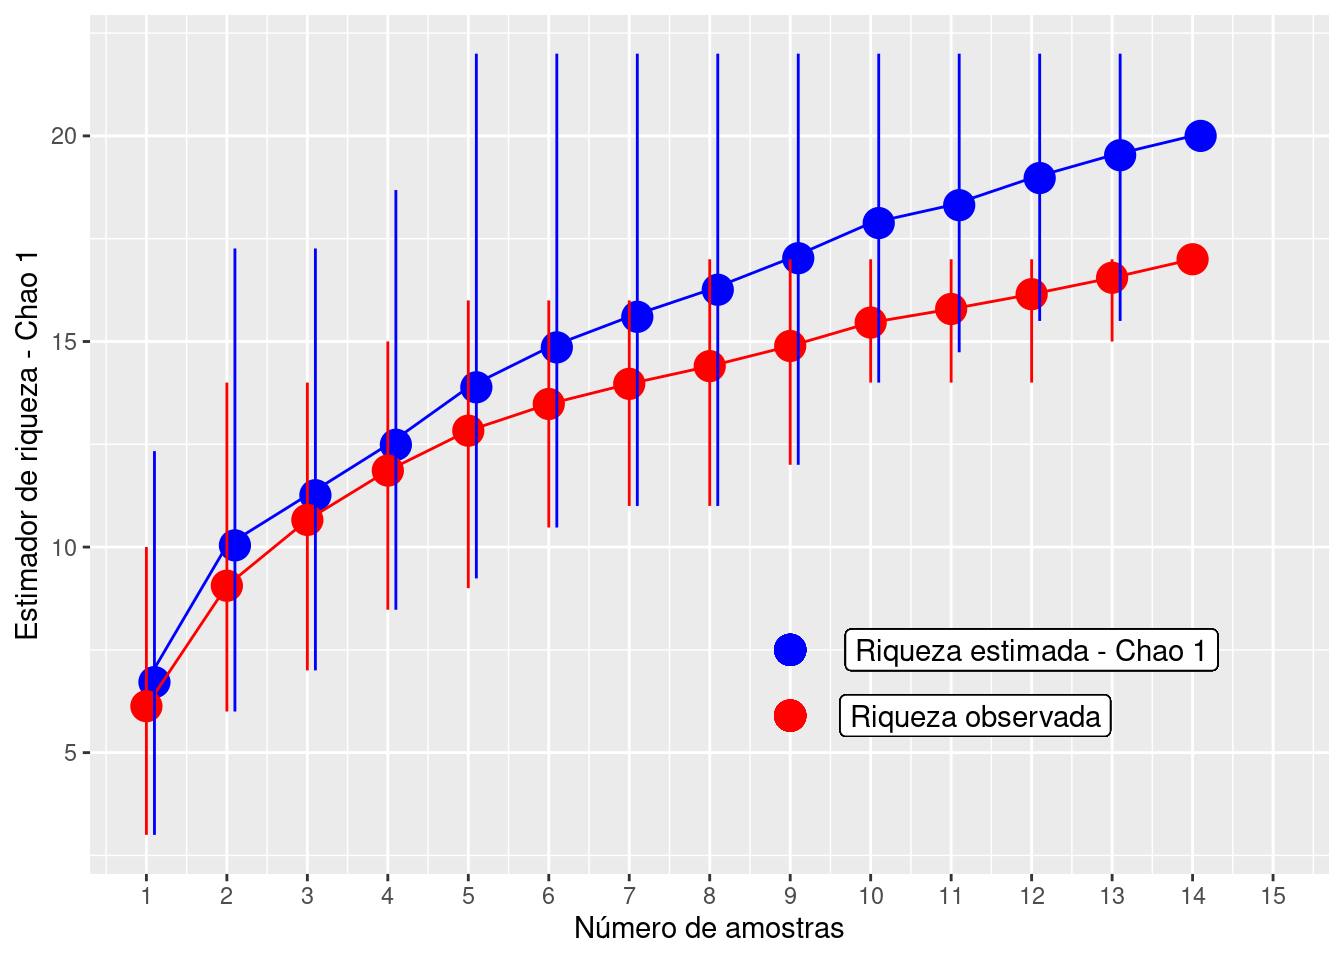 Estimador de riqueza - Chao 1
20
15
10
5
Riqueza estimada - Chao 1
Riqueza observada
1 2 3 4 5 6 7 8 9 10 11 12 13 14 15
Número de amostras